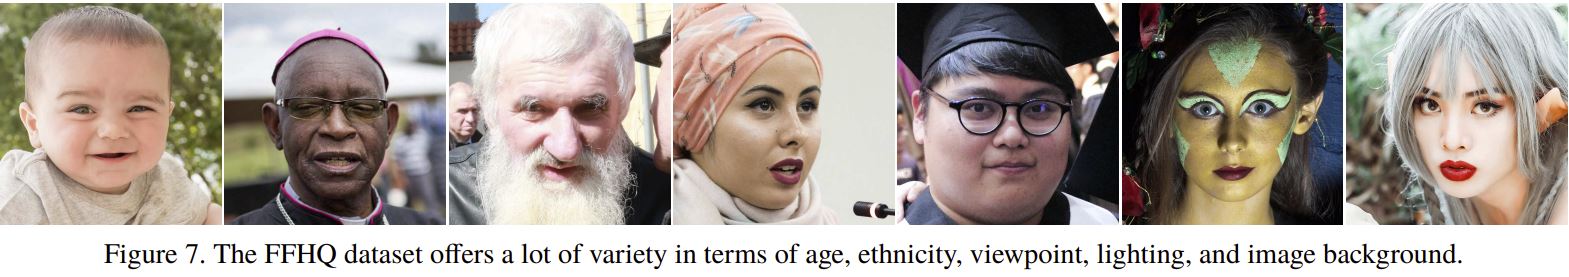 Figure 7. The FFHQ dataset offers a lot of variety in terms of age, ethnicity, viewpoint, lighting, and image background.